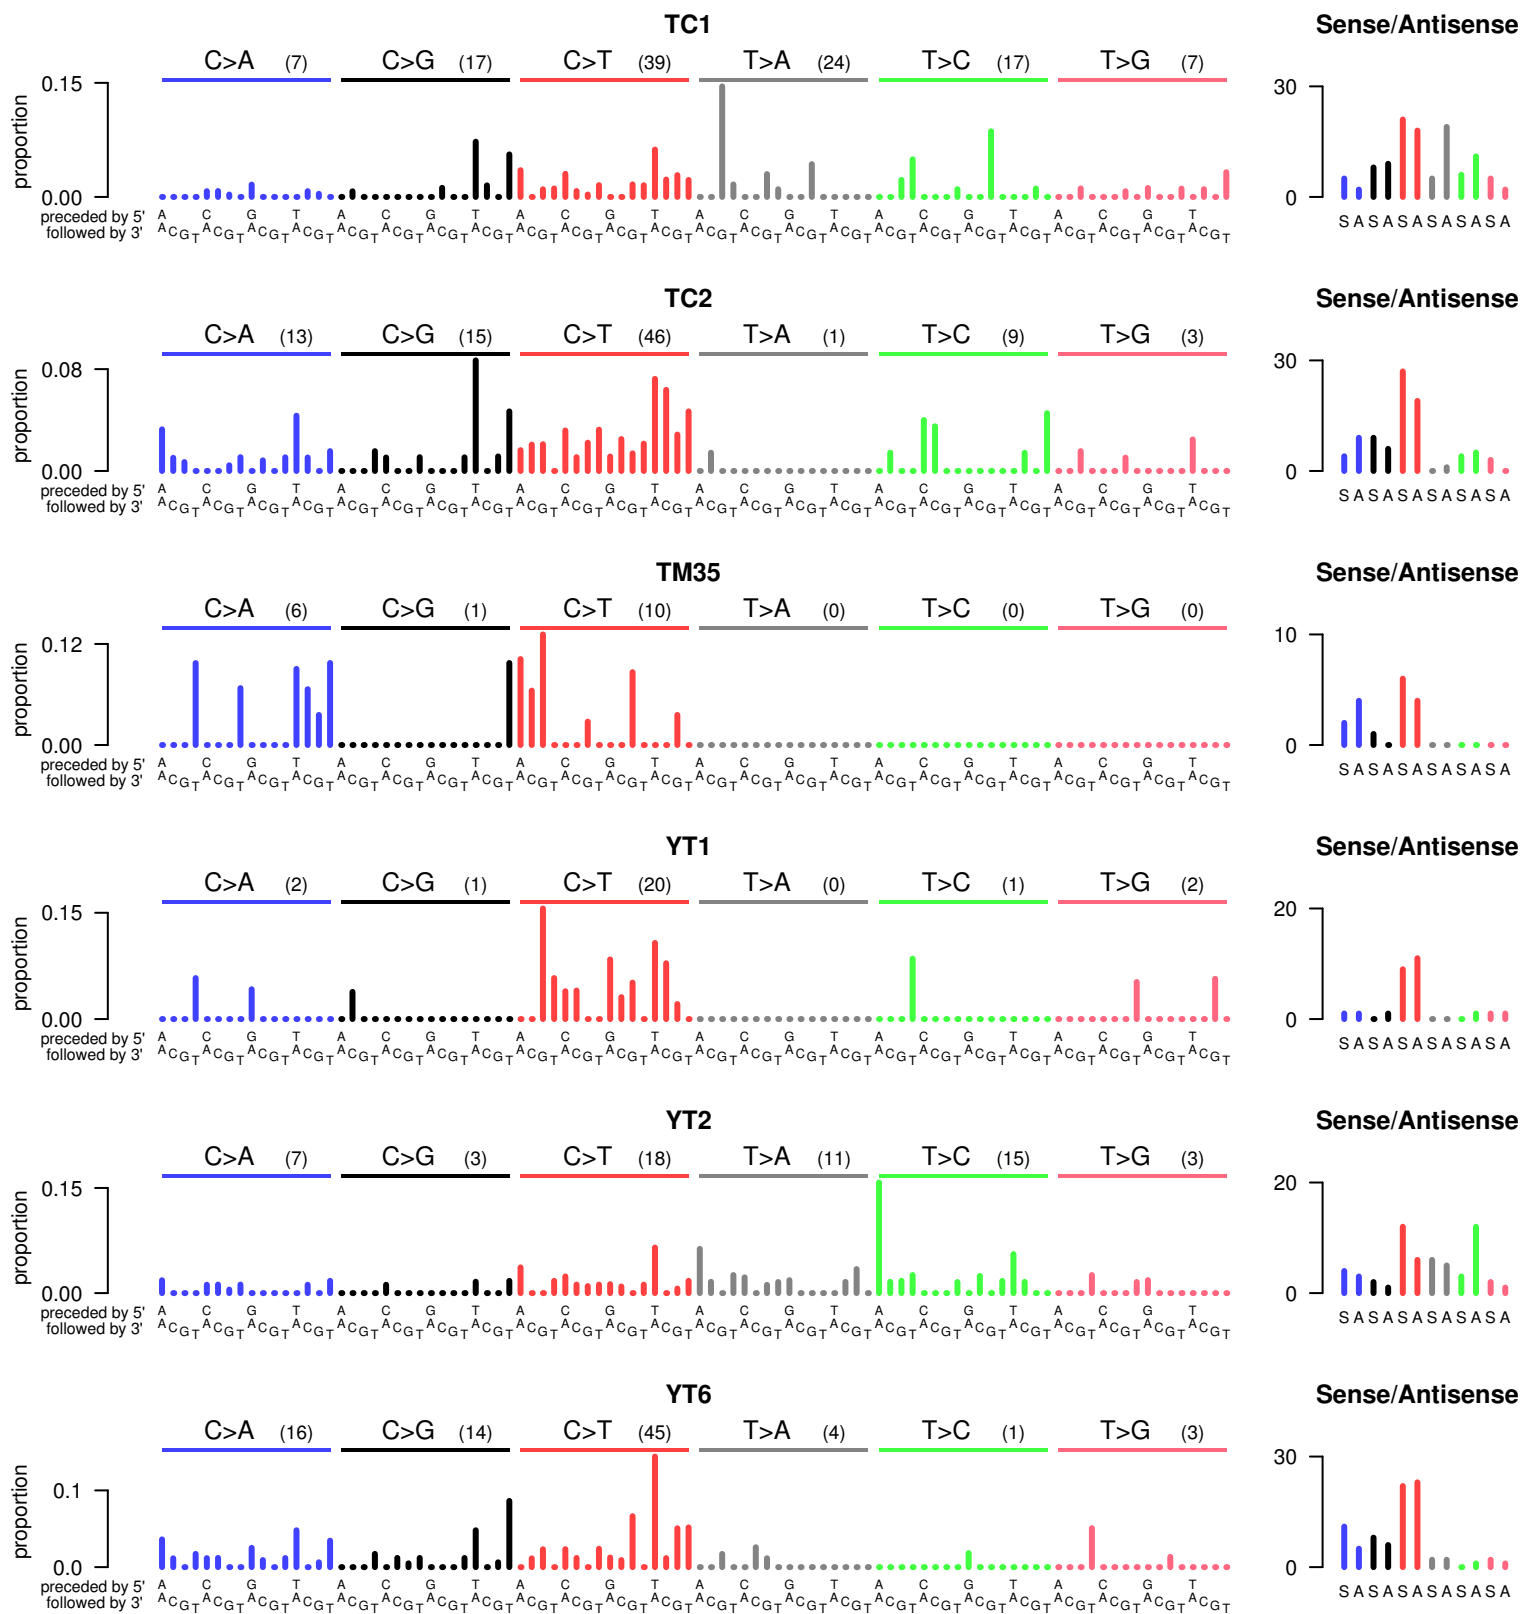 TC1 Sense/Antisense
C>A (7) C>G (17) C>T (39) T>A (24) T>C (17) T>G (7)
proportion
0.15
0.00
30
0
preceded by 5' A C G T A C G T A C G T A C G T A C G T A C G T
followed by 3' A C G T A C G T A C G T A C G T A C G T A C G T A C G T A C G T A C G T A C G T A C G T A C G T A C G T A C G T A C G T A C G T A C G T A C G T A C G T A C G T A C G T A C G T A C G T A C G T
S A S A S A S A S A S A
TC2 Sense/Antisense
C>A (13) C>G (15) C>T (46) T>A (1) T>C (9) T>G (3)
proportion
0.08
0.00
30
0
preceded by 5' A C G T A C G T A C G T A C G T A C G T A C G T
followed by 3' A C G T A C G T A C G T A C G T A C G T A C G T A C G T A C G T A C G T A C G T A C G T A C G T A C G T A C G T A C G T A C G T A C G T A C G T A C G T A C G T A C G T A C G T A C G T A C G T
S A S A S A S A S A S A
TM35 Sense/Antisense
C>A (6) C>G (1) C>T (10) T>A (0) T>C (0) T>G (0)
proportion
0.12
0.00
10
0
preceded by 5' A C G T A C G T A C G T A C G T A C G T A C G T
followed by 3' A C G T A C G T A C G T A C G T A C G T A C G T A C G T A C G T A C G T A C G T A C G T A C G T A C G T A C G T A C G T A C G T A C G T A C G T A C G T A C G T A C G T A C G T A C G T A C G T
S A S A S A S A S A S A
YT1 Sense/Antisense
C>A (2) C>G (1) C>T (20) T>A (0) T>C (1) T>G (2)
proportion
0.15
0.00
20
0
preceded by 5' A C G T A C G T A C G T A C G T A C G T A C G T
followed by 3' A C G T A C G T A C G T A C G T A C G T A C G T A C G T A C G T A C G T A C G T A C G T A C G T A C G T A C G T A C G T A C G T A C G T A C G T A C G T A C G T A C G T A C G T A C G T A C G T
S A S A S A S A S A S A
YT2 Sense/Antisense
C>A (7) C>G (3) C>T (18) T>A (11) T>C (15) T>G (3)
proportion
0.15
0.00
20
0
preceded by 5' A C G T A C G T A C G T A C G T A C G T A C G T
followed by 3' A C G T A C G T A C G T A C G T A C G T A C G T A C G T A C G T A C G T A C G T A C G T A C G T A C G T A C G T A C G T A C G T A C G T A C G T A C G T A C G T A C G T A C G T A C G T A C G T
S A S A S A S A S A S A
YT6 Sense/Antisense
C>A (16) C>G (14) C>T (45) T>A (4) T>C (1) T>G (3)
proportion
0.1
0.0
30
0
preceded by 5' A C G T A C G T A C G T A C G T A C G T A C G T
followed by 3' A C G T A C G T A C G T A C G T A C G T A C G T A C G T A C G T A C G T A C G T A C G T A C G T A C G T A C G T A C G T A C G T A C G T A C G T A C G T A C G T A C G T A C G T A C G T A C G T
S A S A S A S A S A S A